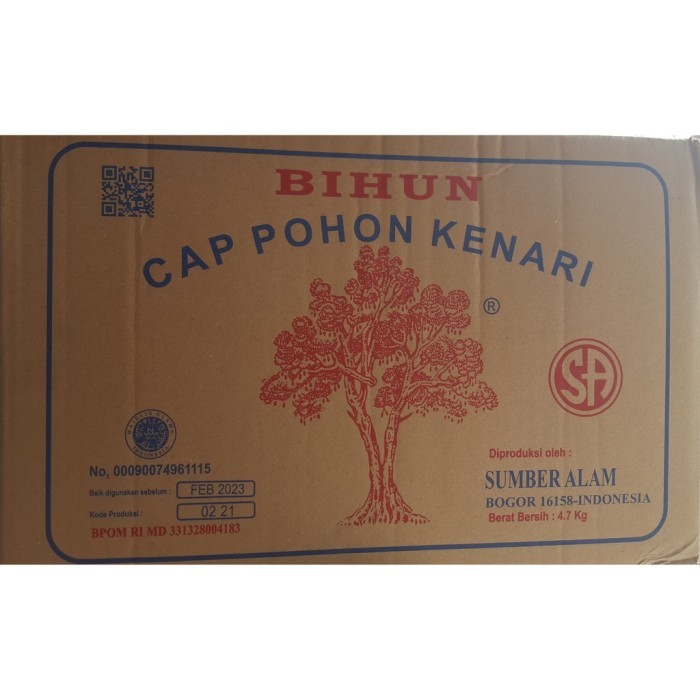 BIHUN
CAP POHON KENARI
®
SA
No, 00090074961115
Baik digunakan sebelum : FEB 2023
Kode Produksi : 02 21
BPOM RI MD 331328004183
Diproduksi oleh :
SUMBER ALAM
BOGOR 16158-INDONESIA
Berat Bersih : 4.7 Kg